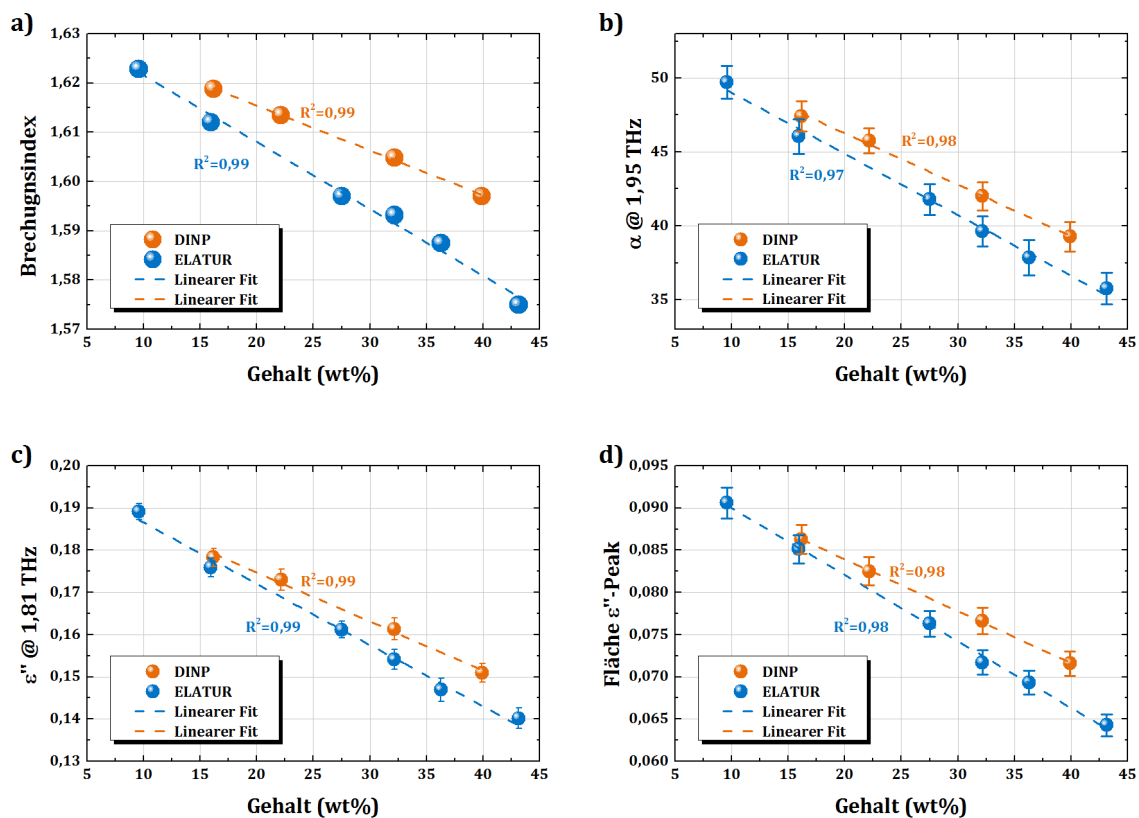 a)
1,63
1,62
1,61
1,60
1,59
1,58
1,57
Brechugnsindex
R²=0,99
R²=0,99
DINP
ELATUR
Linearer Fit
Linearer Fit
5 10 15 20 25 30 35 40 45
Gehalt (wt%)
b)
50
45
40
35
α @ 1,95 THz
R²=0,98
R²=0,97
DINP
ELATUR
Linearer Fit
Linearer Fit
5 10 15 20 25 30 35 40 45
Gehalt (wt%)
c)
0,20
0,19
0,18
0,17
0,16
0,15
0,14
0,13
ε'' @ 1,81 THz
R²=0,99
R²=0,99
DINP
ELATUR
Linearer Fit
Linearer Fit
5 10 15 20 25 30 35 40 45
Gehalt (wt%)
d)
0,095
0,090
0,085
0,080
0,075
0,070
0,065
0,060
Fläche ε''-Peak
R²=0,98
R²=0,98
DINP
ELATUR
Linearer Fit
Linearer Fit
5 10 15 20 25 30 35 40 45
Gehalt (wt%)